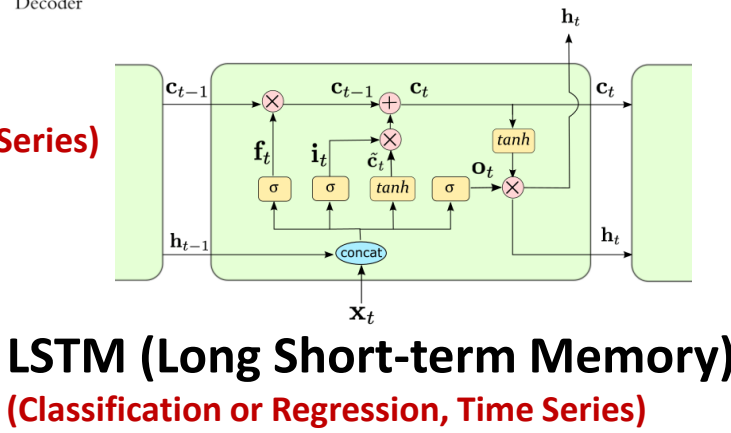 Decoder
h_t
c_{t-1}
c_{t-1}
c_t
c_t
Series)
f_t
i_t
c̃_t
tanh
o_t
σ
σ
tanh
σ
h_{t-1}
concat
h_t
x_t
LSTM (Long Short-term Memory)
(Classification or Regression, Time Series)